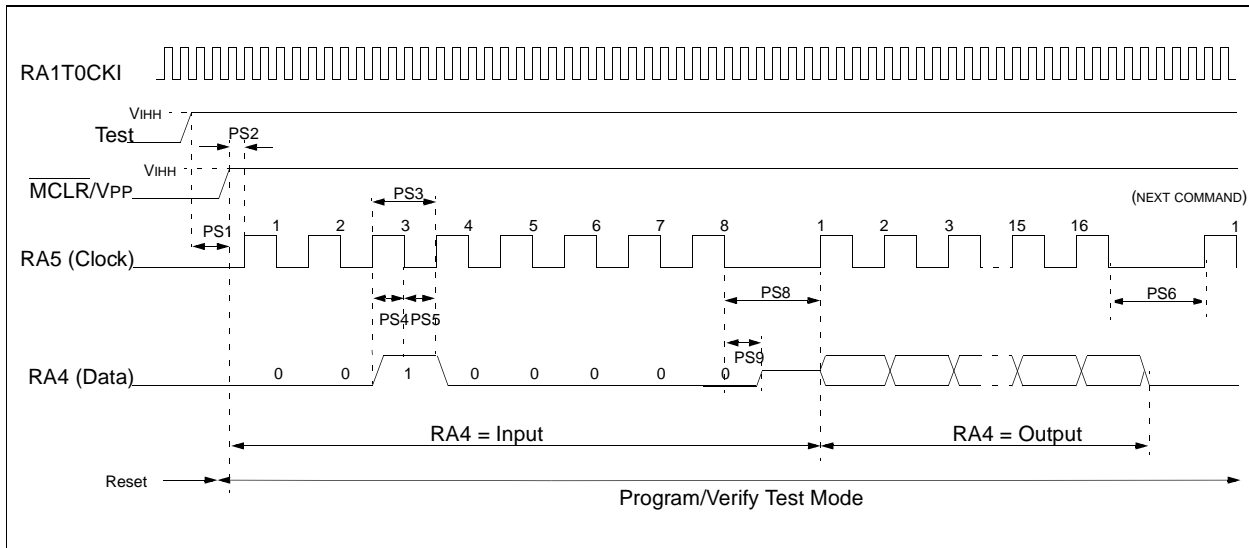 RA1T0CKI
VIHH
Test
PS2
VIHH
MCLR/VPP
PS3
(NEXT COMMAND)
PS1
1 2 3 4 5 6 7 8 1 2 3 15 16 1
RA5 (Clock)
PS8
PS6
PS4 PS5
PS9
RA4 (Data)
0 0 1 0 0 0 0 0
RA4 = Input
RA4 = Output
Reset
Program/Verify Test Mode